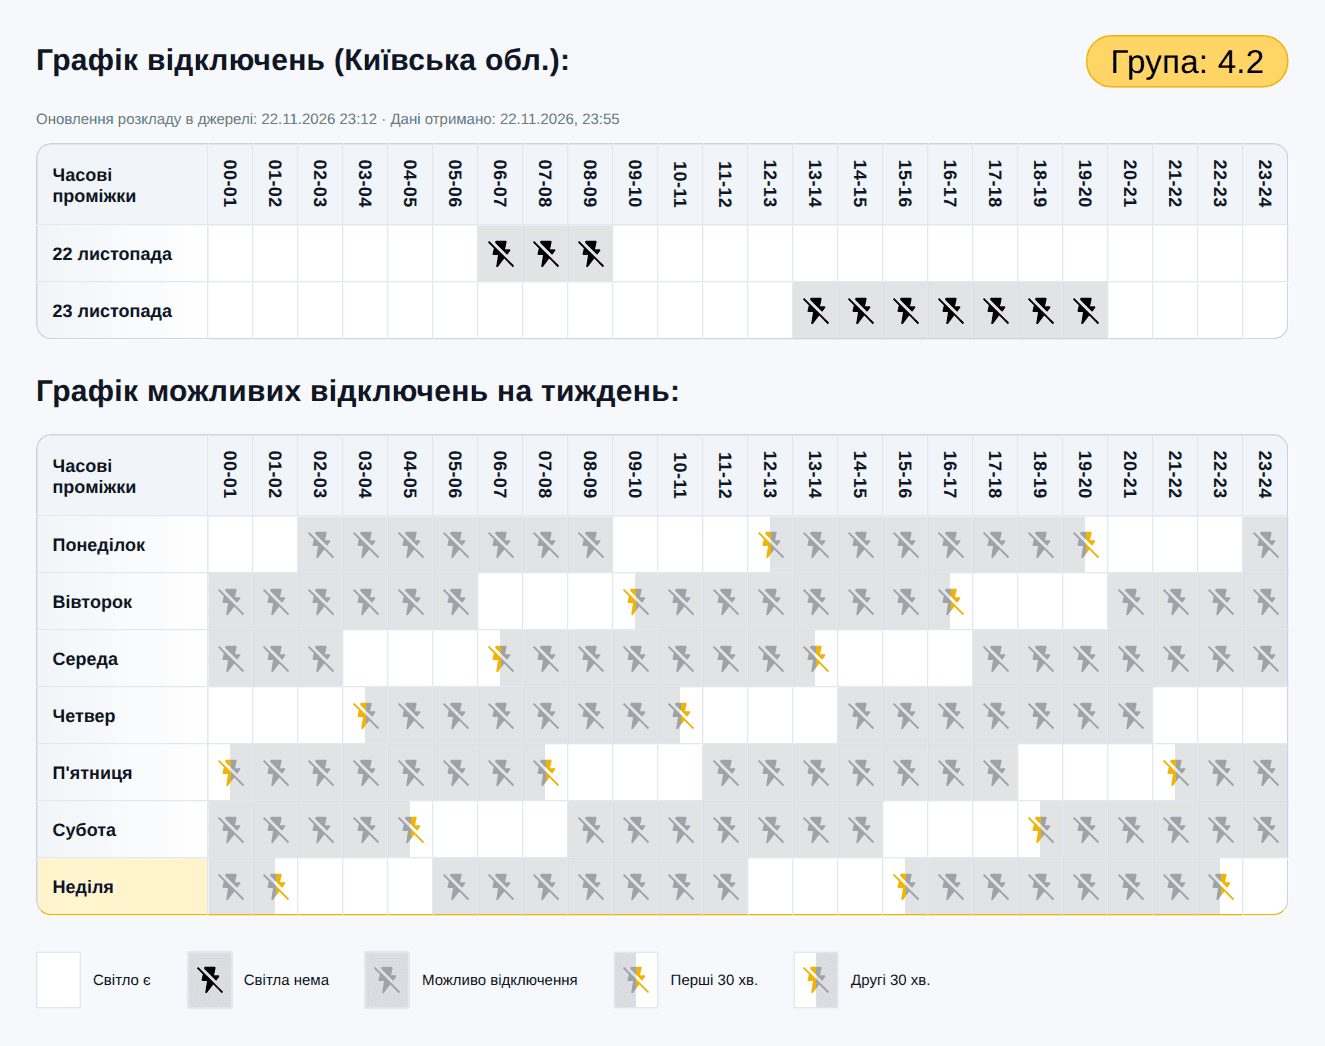 Графік відключень (Київська обл.):
Група: 4.2
Оновлення розкладу в джерелі: 22.11.2026 23:12 · Дані отримано: 22.11.2026, 23:55
Часові
проміжки
00-01 01-02 02-03 03-04 04-05 05-06 06-07 07-08 08-09 09-10 10-11 11-12 12-13 13-14 14-15 15-16 16-17 17-18 18-19 19-20 20-21 21-22 22-23 23-24
22 листопада
23 листопада
Графік можливих відключень на тиждень:
Часові
проміжки
00-01 01-02 02-03 03-04 04-05 05-06 06-07 07-08 08-09 09-10 10-11 11-12 12-13 13-14 14-15 15-16 16-17 17-18 18-19 19-20 20-21 21-22 22-23 23-24
Понеділок
Вівторок
Середа
Четвер
П'ятниця
Субота
Неділя
Світло є
Світла нема
Можливо відключення
Перші 30 хв.
Другі 30 хв.